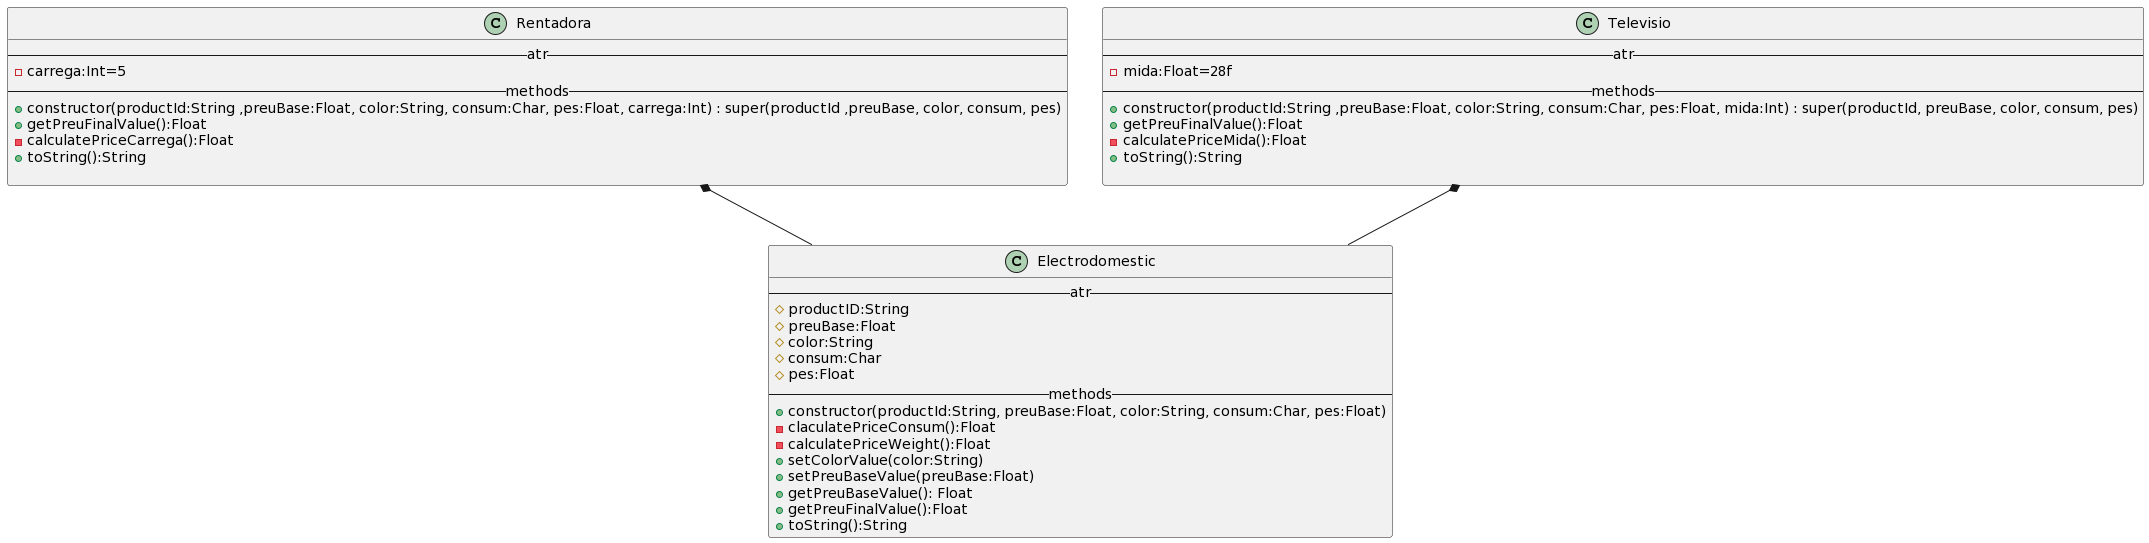 C Rentadora
atr
carrega:Int=5
methods
constructor(productId:String ,preuBase:Float, color:String, consum:Char, pes:Float, carrega:Int) : super(productId ,preuBase, color, consum, pes)
getPreuFinalValue():Float
calculatePriceCarrega():Float
toString():String
C Televisio
atr
mida:Float=28f
methods
constructor(productId:String ,preuBase:Float, color:String, consum:Char, pes:Float, mida:Int) : super(productId, preuBase, color, consum, pes)
getPreuFinalValue():Float
calculatePriceMida():Float
toString():String
C Electrodomestic
atr
productID:String
preuBase:Float
color:String
consum:Char
pes:Float
methods
constructor(productId:String, preuBase:Float, color:String, consum:Char, pes:Float)
claculatePriceConsum():Float
calculatePriceWeight():Float
setColorValue(color:String)
setPreuBaseValue(preuBase:Float)
getPreuBaseValue(): Float
getPreuFinalValue():Float
toString():String